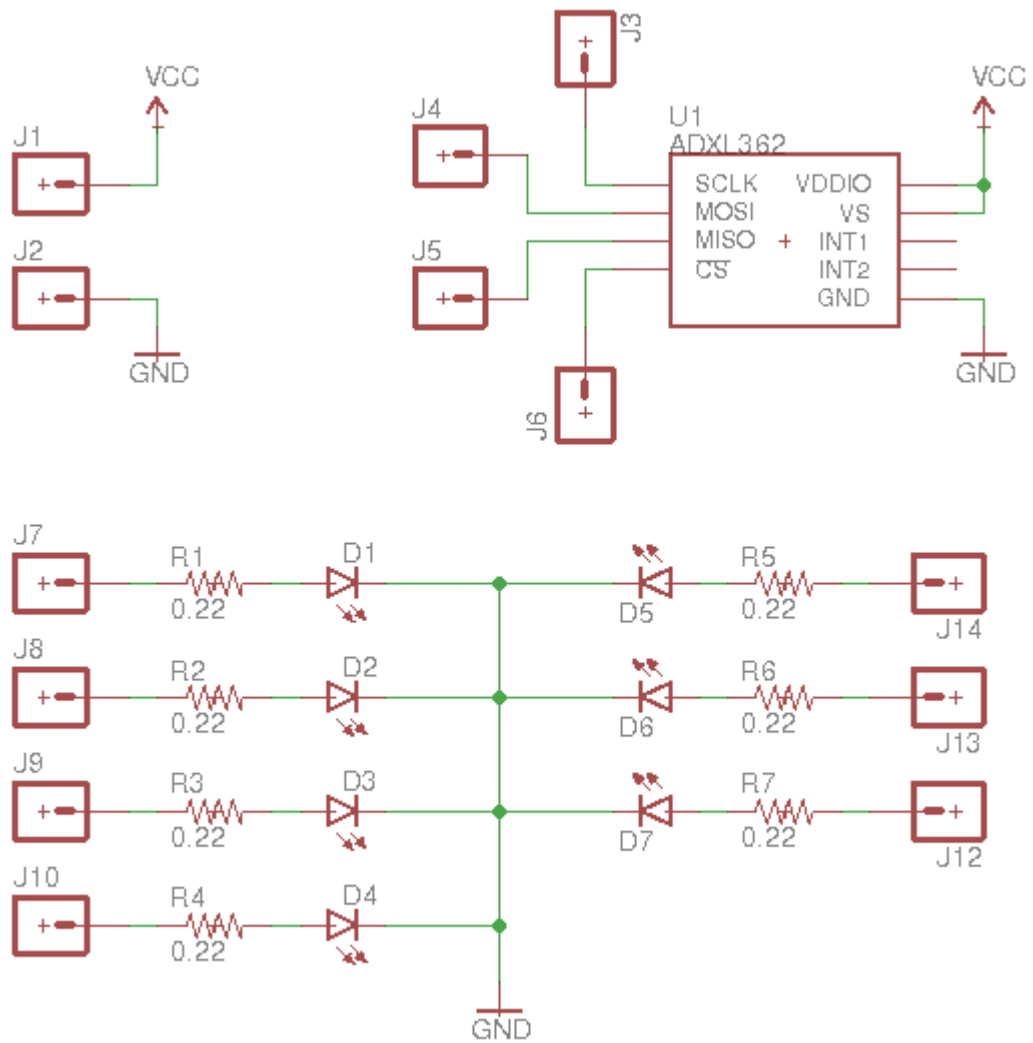 J3
VCC
VCC
J4
U1
J1
ADXL362
SCLK VDDIO
MOSI VS
J2
J5
MISO INT1
CS INT2
GND
GND
GND
J6
J7
R1
D1
R5
0.22
D5
0.22
J14
J8
R2
D2
R6
0.22
D6
0.22
J13
J9
R3
D3
R7
0.22
D7
0.22
J12
J10
R4
D4
0.22
GND